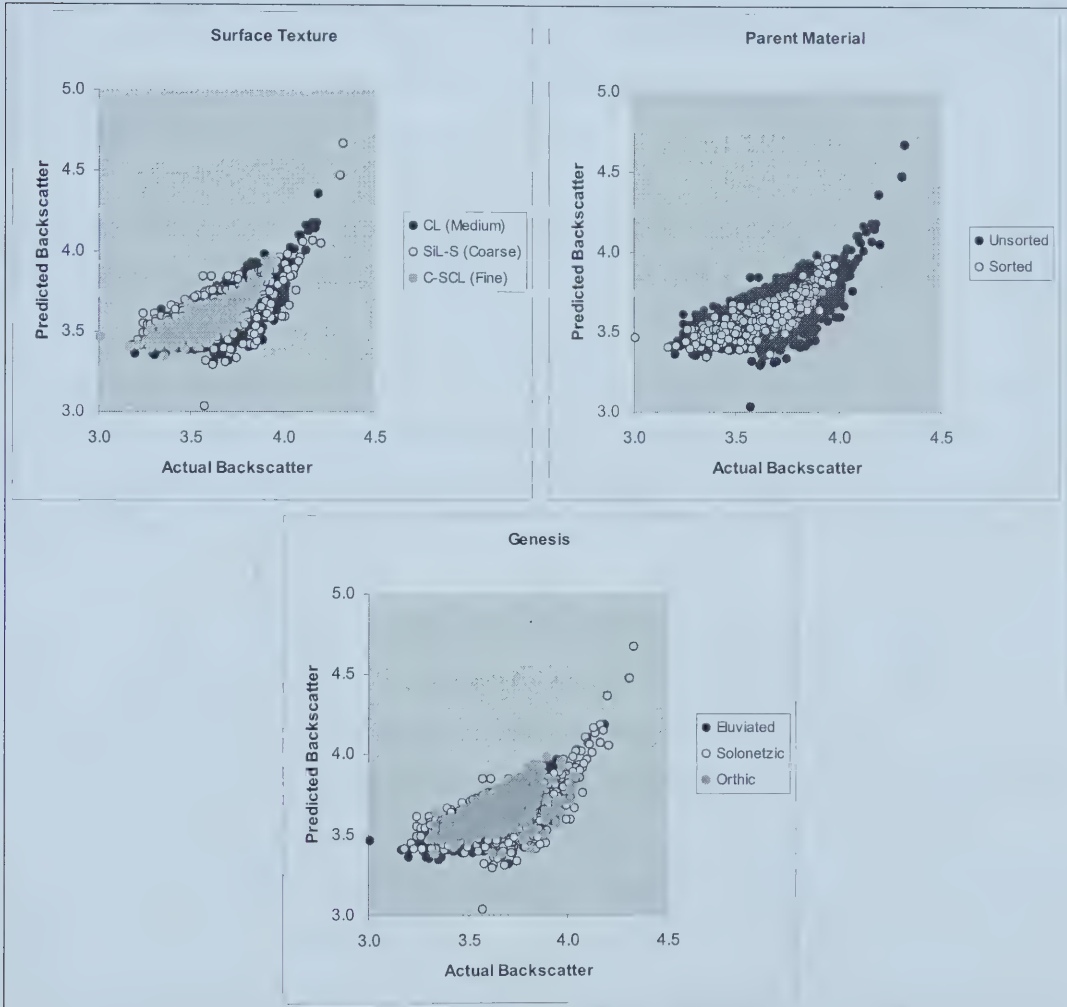 Surface Texture
5.0
4.5
4.0
3.5
3.0
3.0
3.5
4.0
4.5
Predicted Backscatter
Actual Backscatter
CL (Medium)
SiL-S (Coarse)
C-SCL (Fine)
Parent Material
5.0
4.5
4.0
3.5
3.0
3.0
3.5
4.0
4.5
Predicted Backscatter
Actual Backscatter
Unsorted
Sorted
Genesis
5.0
4.5
4.0
3.5
3.0
3.0
3.5
4.0
4.5
Predicted Backscatter
Actual Backscatter
Eluviated
Solonetzic
Orthic